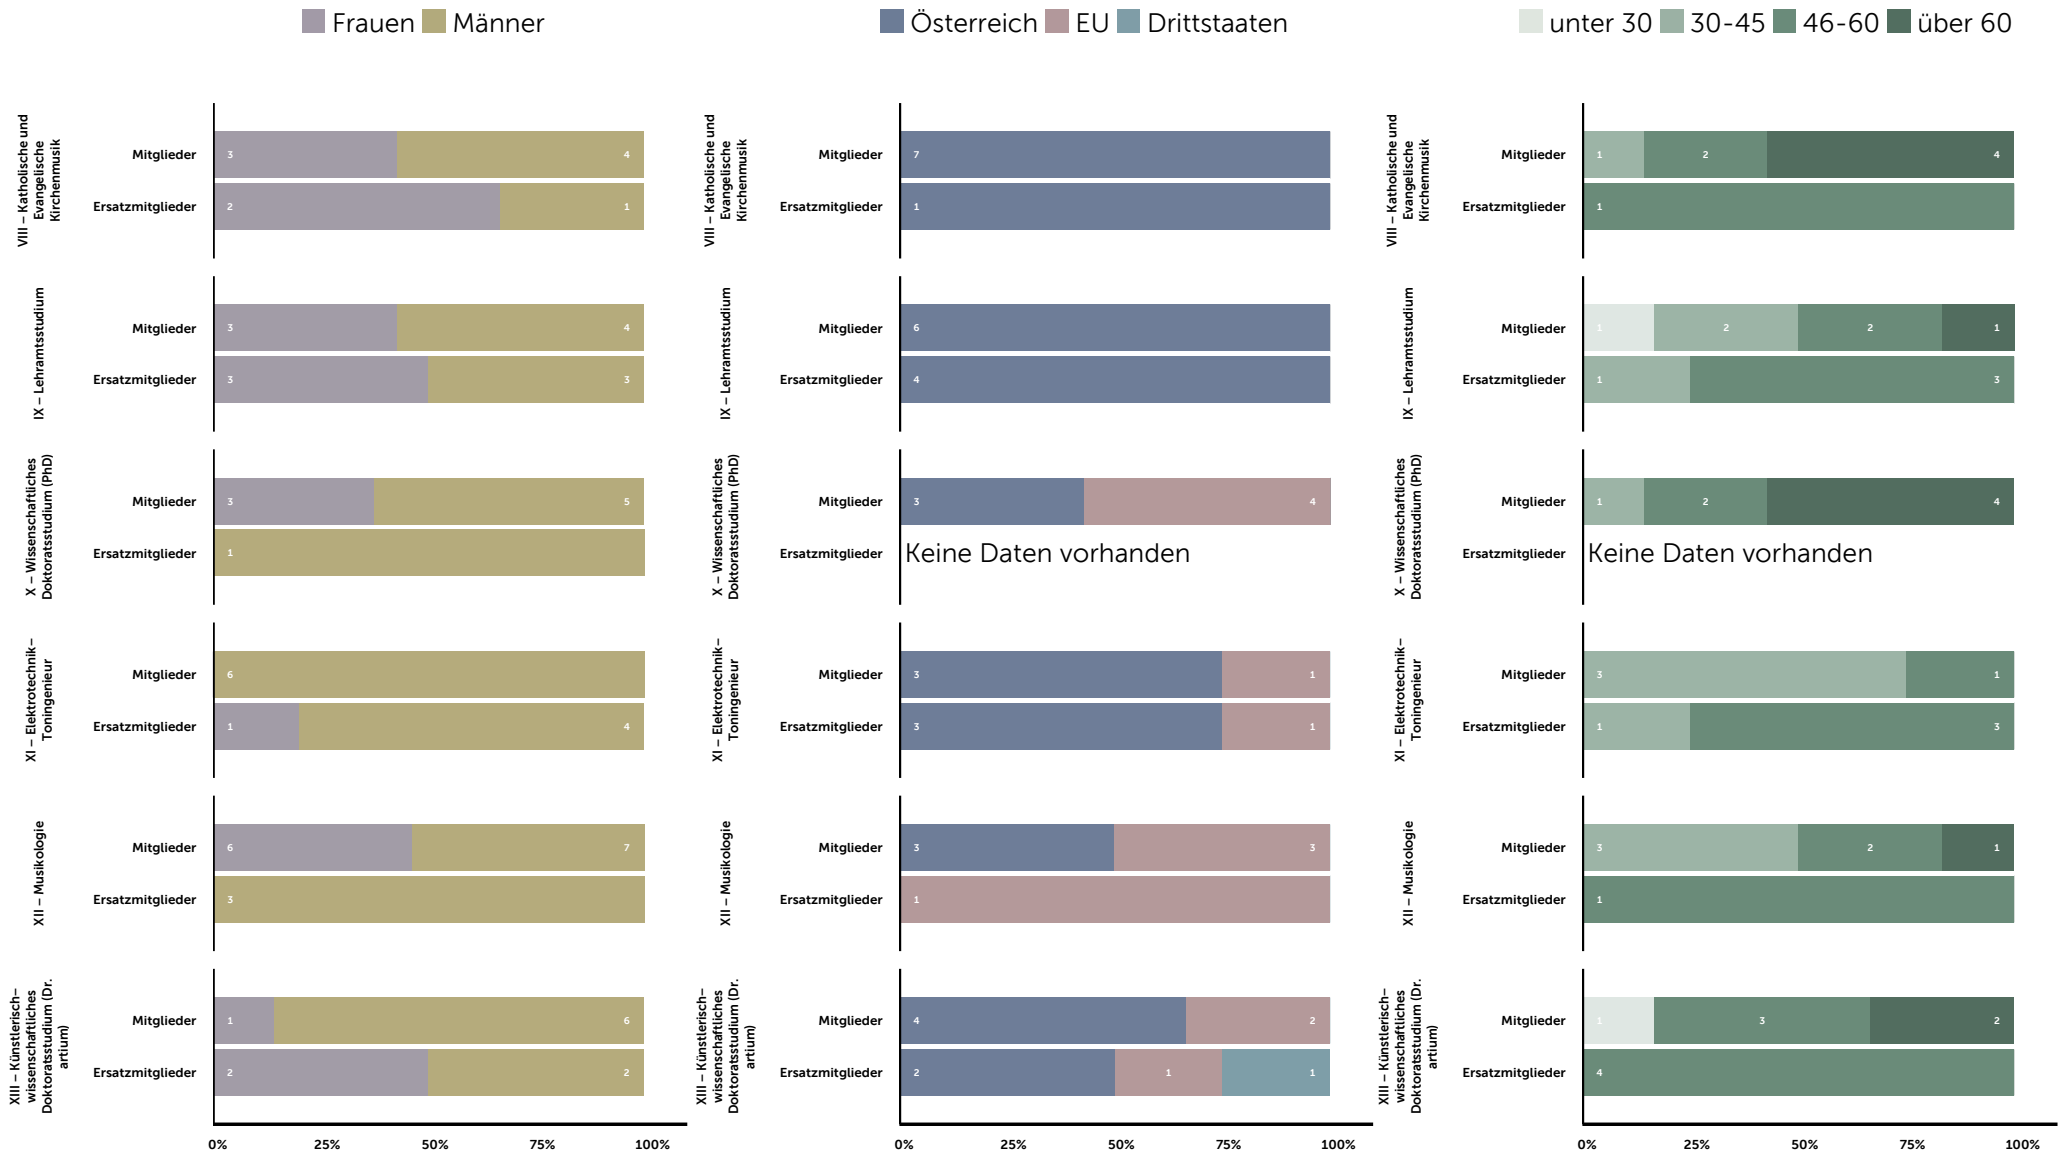 Frauen Männer
Österreich EU Drittstaaten
unter 30 30-45 46-60 über 60
VIII – Katholische und
Evangelische
Kirchenmusik
Mitglieder
3 4
Ersatzmitglieder
2 1
VIII – Katholische und
Evangelische
Kirchenmusik
Mitglieder
7
Ersatzmitglieder
1
VIII – Katholische und
Evangelische
Kirchenmusik
Mitglieder
1 2 4
Ersatzmitglieder
1
IX – Lehramtsstudium
Mitglieder
3 4
Ersatzmitglieder
3 3
IX – Lehramtsstudium
Mitglieder
6
Ersatzmitglieder
4
IX – Lehramtsstudium
Mitglieder
1 2 2 1
Ersatzmitglieder
1 3
X – Wissenschaftliches
Doktoratsstudium (PhD)
Mitglieder
3 5
Ersatzmitglieder
1
X – Wissenschaftliches
Doktoratsstudium (PhD)
Mitglieder
3 4
Ersatzmitglieder
Keine Daten vorhanden
X – Wissenschaftliches
Doktoratsstudium (PhD)
Mitglieder
1 2 4
Ersatzmitglieder
Keine Daten vorhanden
XI – Elektrotechnik–
Toningenieur
Mitglieder
6
Ersatzmitglieder
1 4
XI – Elektrotechnik–
Toningenieur
Mitglieder
3 1
Ersatzmitglieder
3 1
XI – Elektrotechnik–
Toningenieur
Mitglieder
3 1
Ersatzmitglieder
1 3
XII – Musikologie
Mitglieder
6 7
Ersatzmitglieder
3
XII – Musikologie
Mitglieder
3 3
Ersatzmitglieder
1
XII – Musikologie
Mitglieder
3 2 1
Ersatzmitglieder
1
XIII – Künstlerisch–
wissenschaftliches
Doktoratsstudium (Dr.
artium)
Mitglieder
1 6
Ersatzmitglieder
2 2
XIII – Künstlerisch–
wissenschaftliches
Doktoratsstudium (Dr.
artium)
Mitglieder
4 2
Ersatzmitglieder
2 1 1
XIII – Künstlerisch–
wissenschaftliches
Doktoratsstudium (Dr.
artium)
Mitglieder
1 3 2
Ersatzmitglieder
4
0% 25% 50% 75% 100%
0% 25% 50% 75% 100%
0% 25% 50% 75% 100%